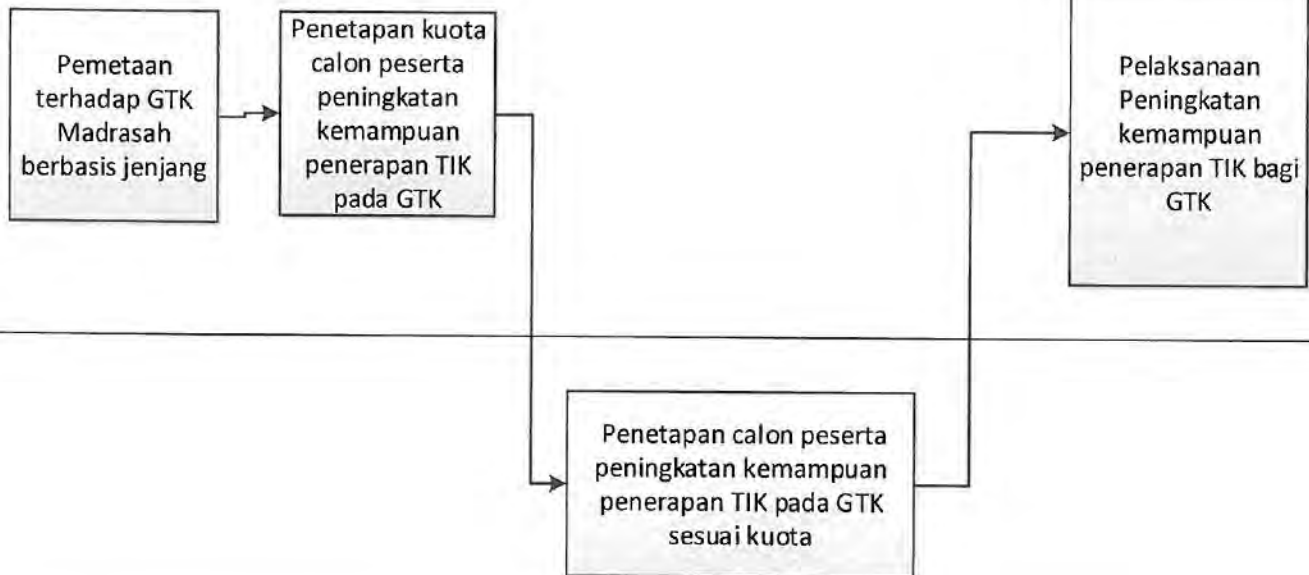 Pemetaan
terhadap GTK
Madrasah
berbasis jenjang
Penetapan kuota
calon peserta
peningkatan
kemampuan
penerapan TIK
pada GTK
Penetapan calon peserta
peningkatan kemampuan
penerapan TIK pada GTK
sesuai kuota
Pelaksanaan
Peningkatan
kemampuan
penerapan TIK bagi
GTK